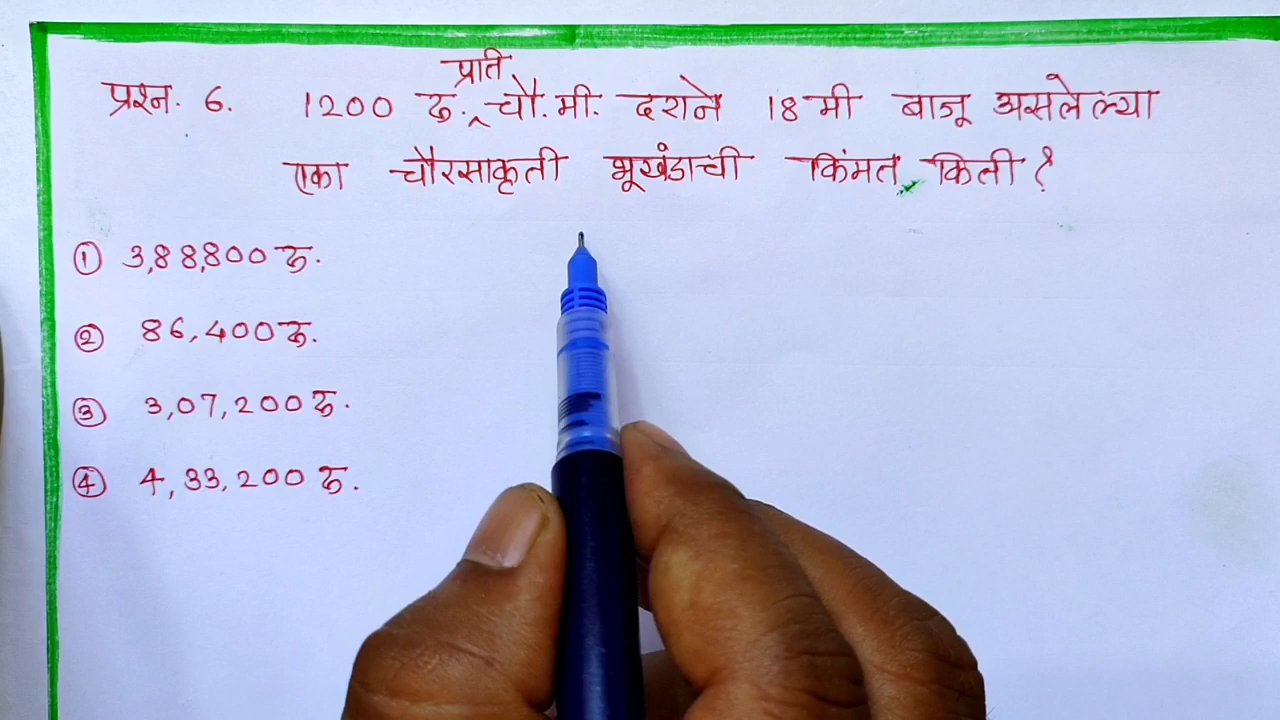 प्रश्न. 6. 1200 रु. प्रति चौ.मी. दराने 18मी बाजू असलेल्या
एका चौरसाकृती भूखंडाची किंमत किती?
① 3,88,800 रु.
② 86,400 रु.
③ 3,07,200 रु.
④ 4,33,200 रु.